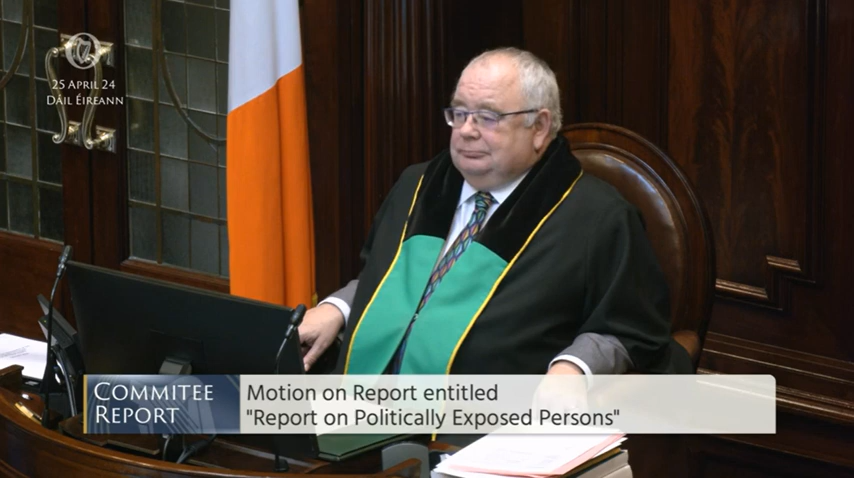 25 APRIL 24
DÁIL ÉIREANN
COMMITEE
REPORT
Motion on Report entitled
"Report on Politically Exposed Persons"